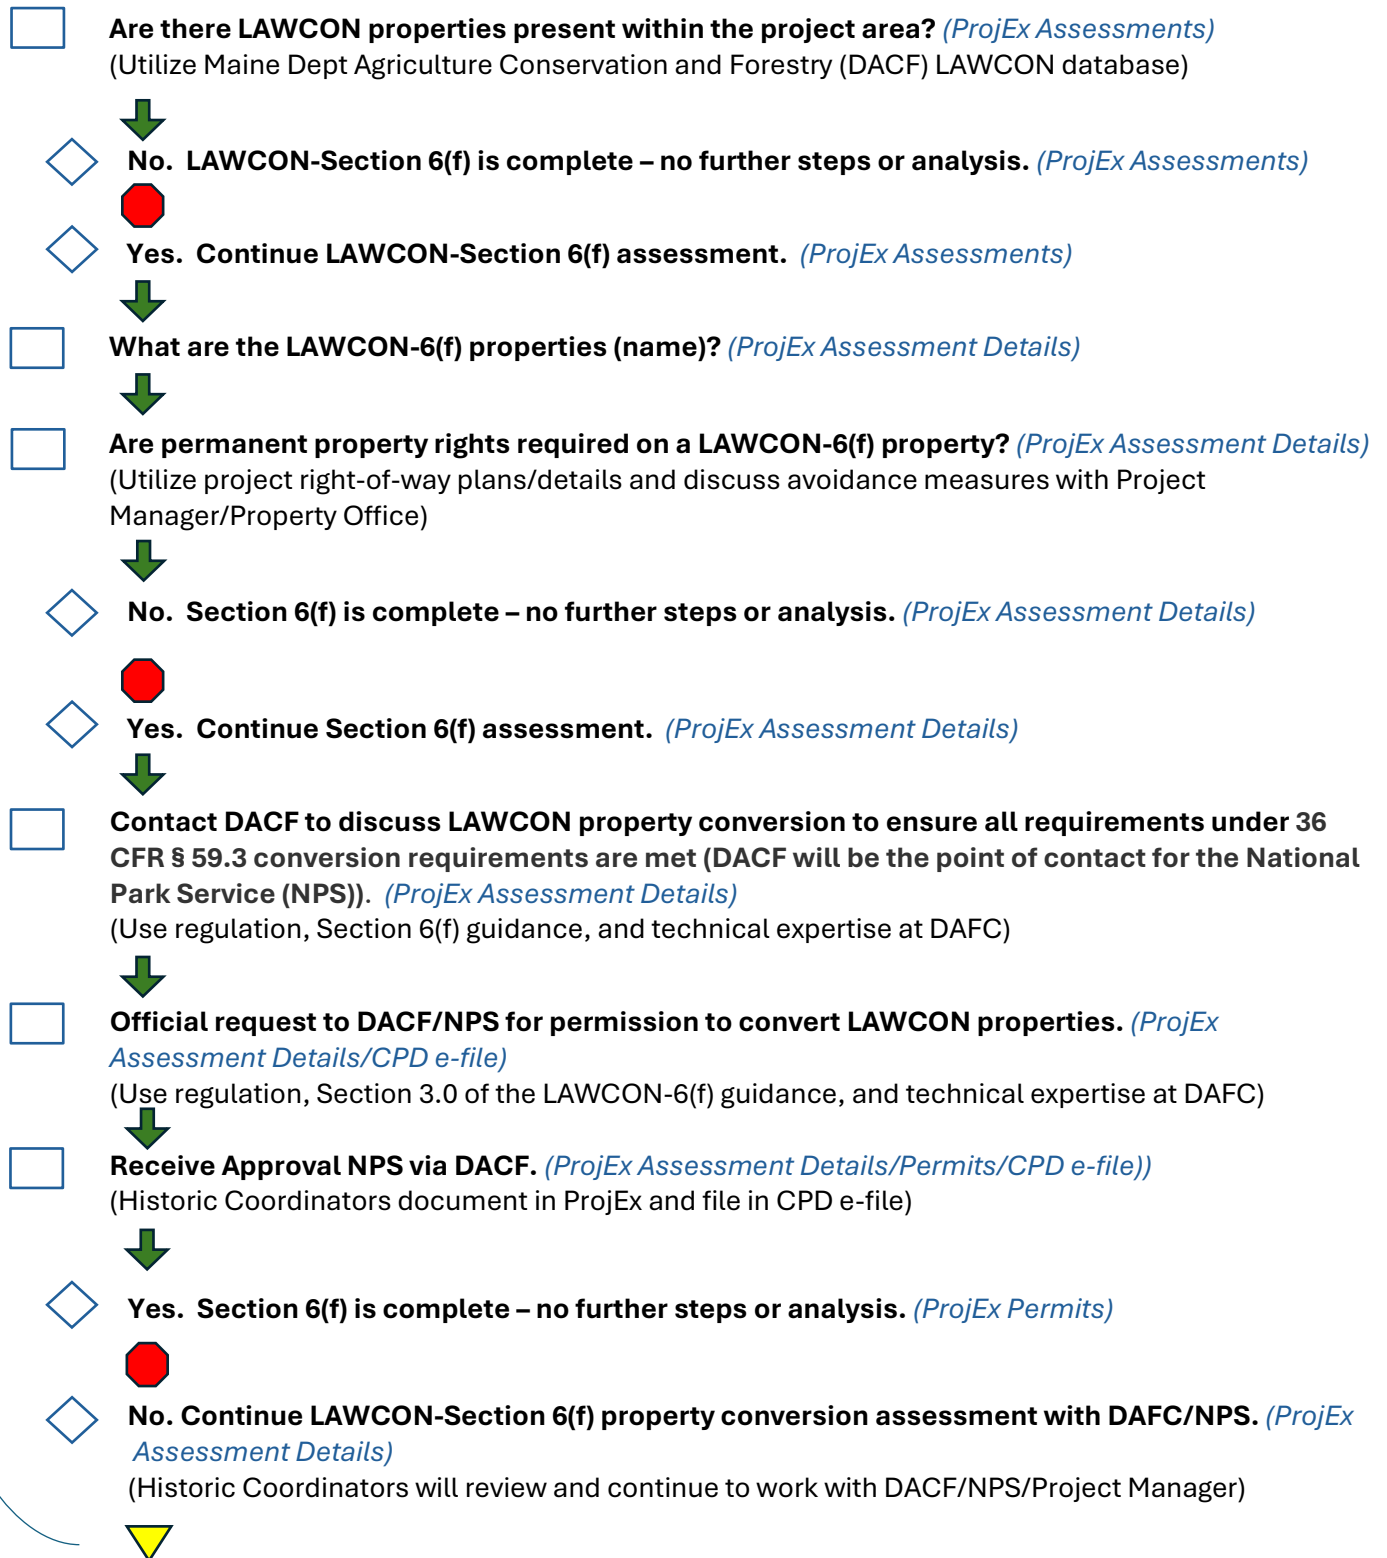 Are there LAWCON properties present within the project area? (ProjEx Assessments)
(Utilize Maine Dept Agriculture Conservation and Forestry (DACF) LAWCON database)
No.  LAWCON-Section 6(f) is complete – no further steps or analysis. (ProjEx Assessments)
Yes.  Continue LAWCON-Section 6(f) assessment.  (ProjEx Assessments)
What are the LAWCON-6(f) properties (name)? (ProjEx Assessment Details)
Are permanent property rights required on a LAWCON-6(f) property? (ProjEx Assessment Details)
(Utilize project right-of-way plans/details and discuss avoidance measures with Project
Manager/Property Office)
No.  Section 6(f) is complete – no further steps or analysis. (ProjEx Assessment Details)
Yes.  Continue Section 6(f) assessment.  (ProjEx Assessment Details)
Contact DACF to discuss LAWCON property conversion to ensure all requirements under 36
CFR § 59.3 conversion requirements are met (DACF will be the point of contact for the National
Park Service (NPS)).  (ProjEx Assessment Details)
(Use regulation, Section 6(f) guidance, and technical expertise at DAFC)
Official request to DACF/NPS for permission to convert LAWCON properties. (ProjEx
Assessment Details/CPD e-file)
(Use regulation, Section 3.0 of the LAWCON-6(f) guidance, and technical expertise at DAFC)
Receive Approval NPS via DACF. (ProjEx Assessment Details/Permits/CPD e-file))
(Historic Coordinators document in ProjEx and file in CPD e-file)
Yes.  Section 6(f) is complete – no further steps or analysis. (ProjEx Permits)
No. Continue LAWCON-Section 6(f) property conversion assessment with DAFC/NPS. (ProjEx
Assessment Details)
(Historic Coordinators will review and continue to work with DACF/NPS/Project Manager)